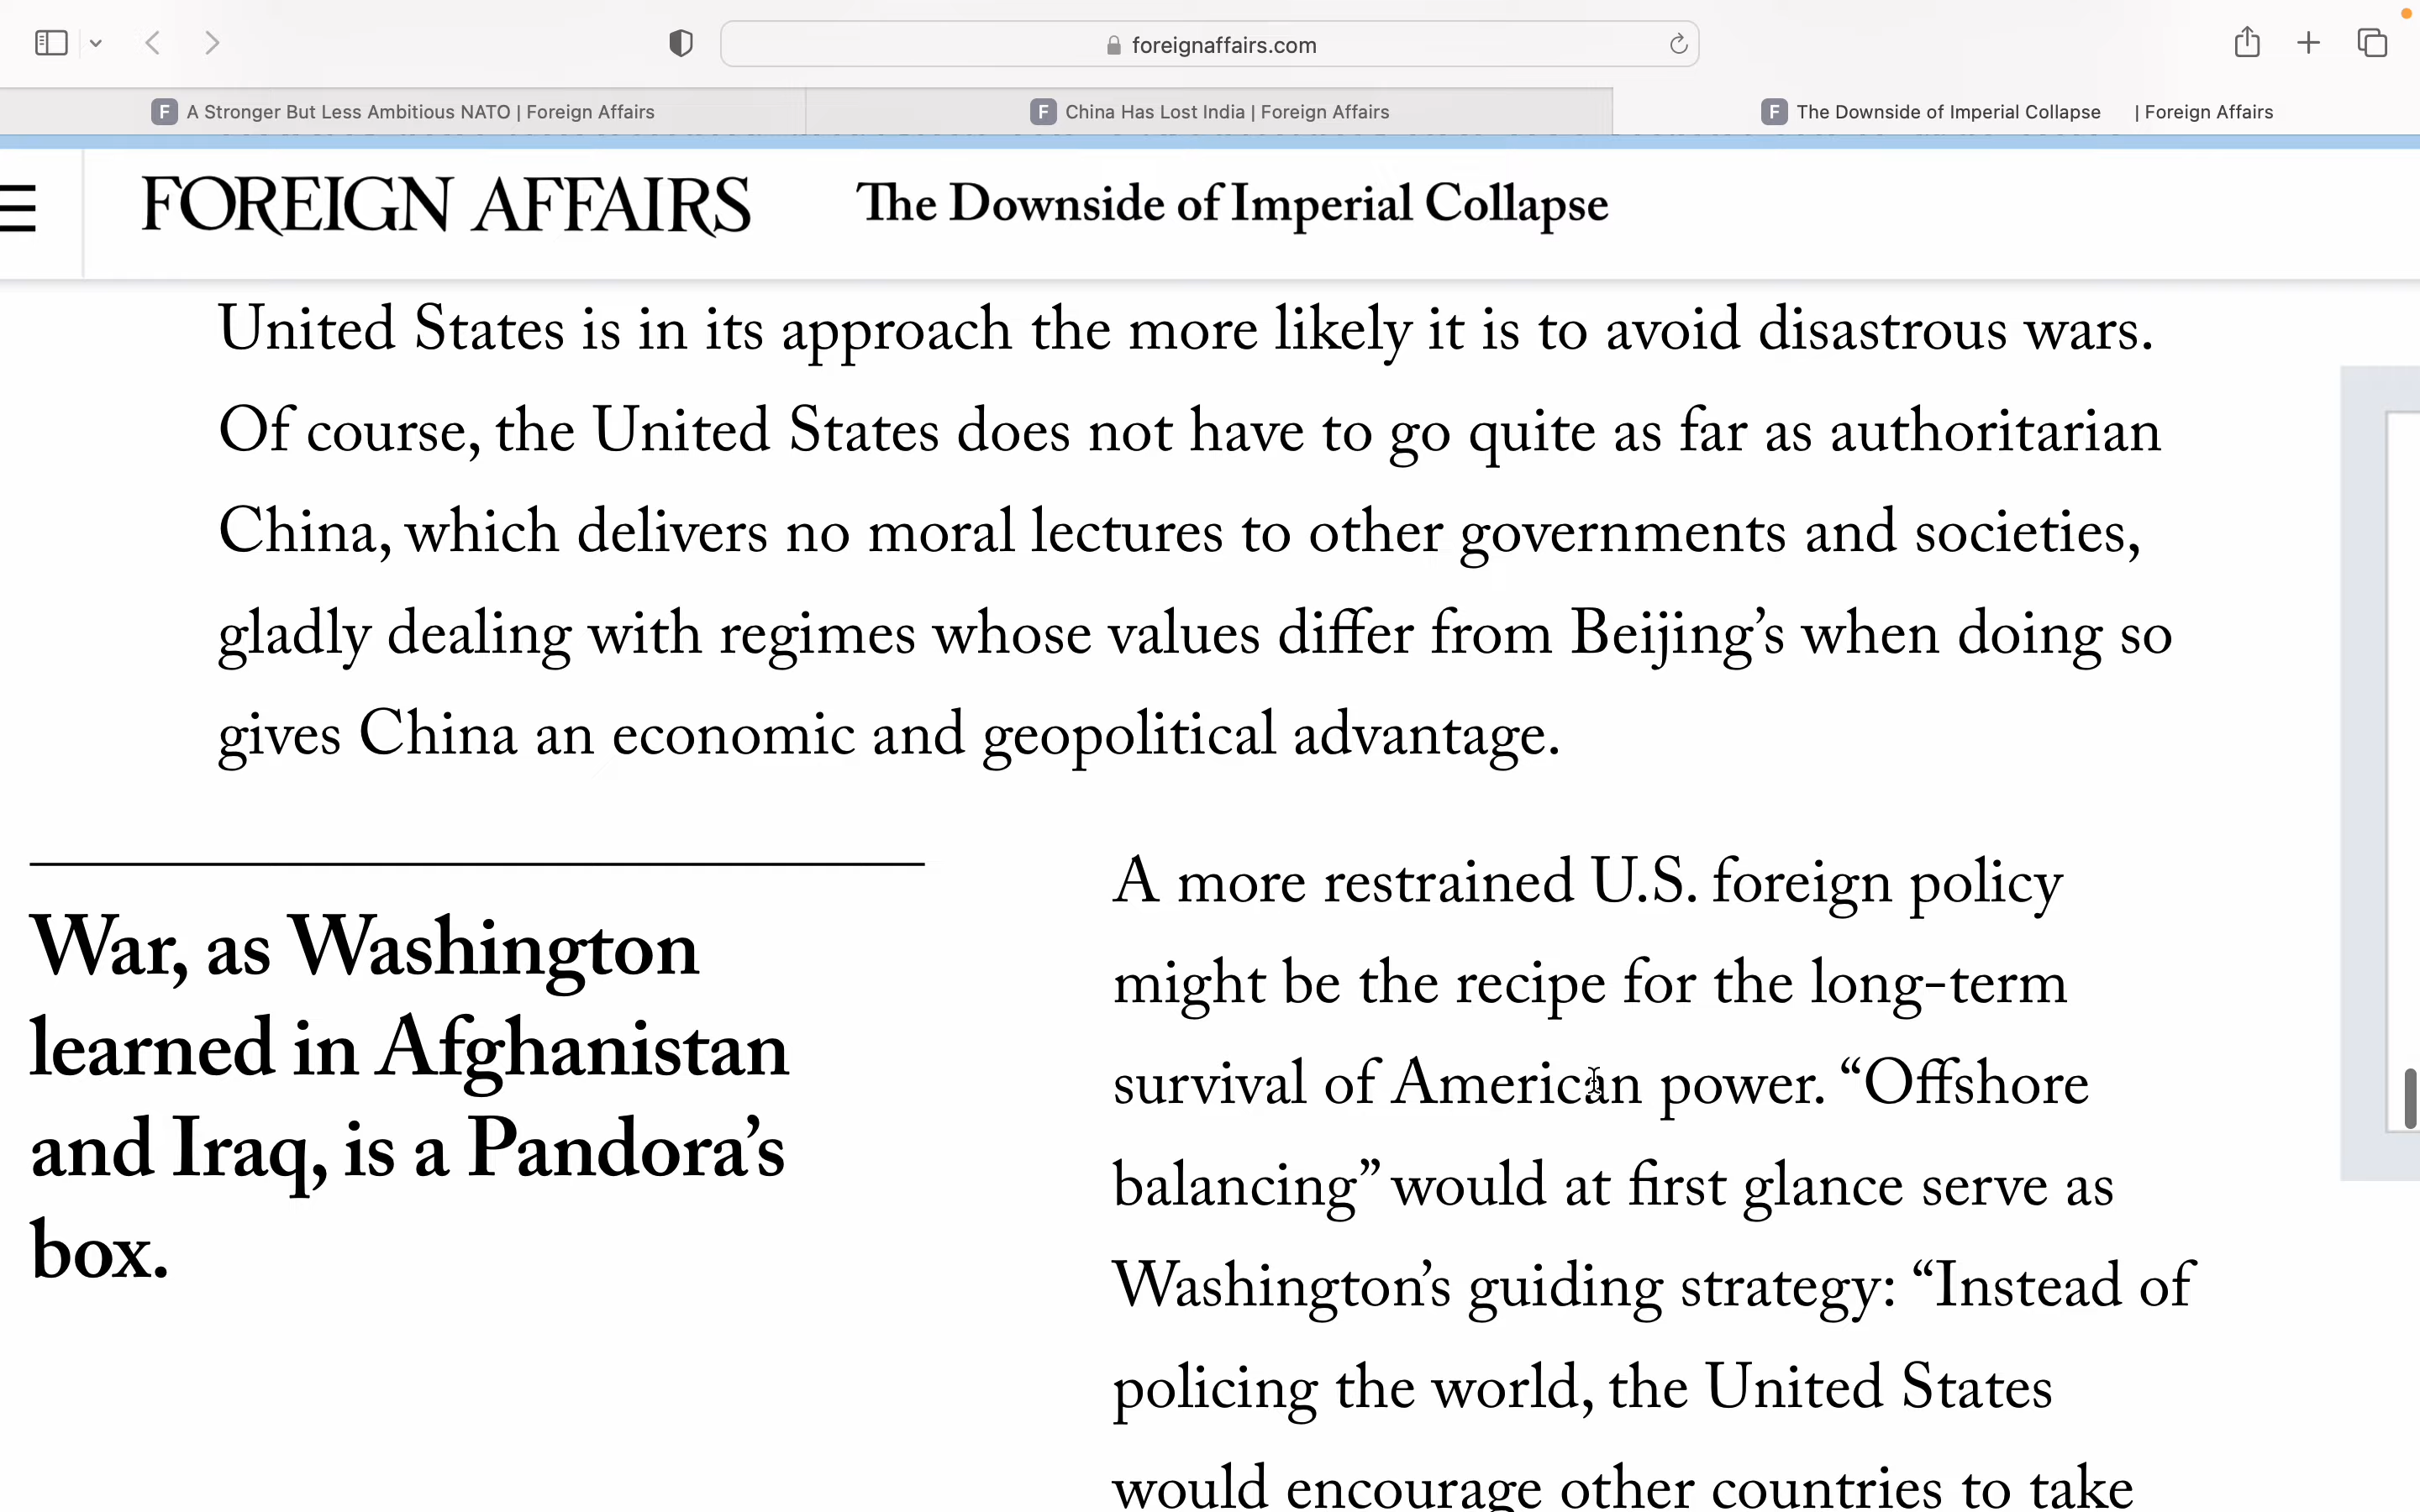 foreignaffairs.com
F A Stronger But Less Ambitious NATO | Foreign Affairs
F China Has Lost India | Foreign Affairs
F The Downside of Imperial Collapse | Foreign Affairs
FOREIGN AFFAIRS
The Downside of Imperial Collapse
United States is in its approach the more likely it is to avoid disastrous wars.
Of course, the United States does not have to go quite as far as authoritarian
China, which delivers no moral lectures to other governments and societies,
gladly dealing with regimes whose values differ from Beijing’s when doing so
gives China an economic and geopolitical advantage.
War, as Washington
learned in Afghanistan
and Iraq, is a Pandora’s
box.
A more restrained U.S. foreign policy
might be the recipe for the long-term
survival of American power. “Offshore
balancing” would at first glance serve as
Washington’s guiding strategy: “Instead of
policing the world, the United States
would encourage other countries to take